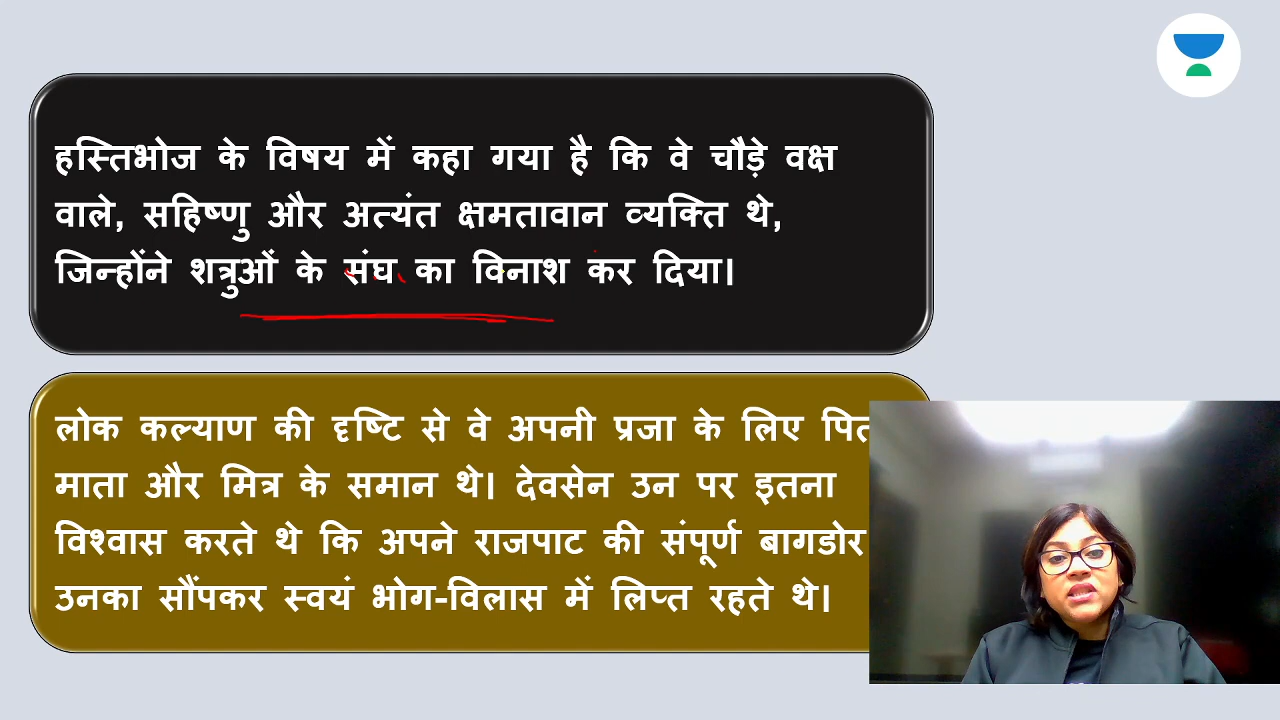 हस्तिभोज के विषय में कहा गया है कि वे चौड़े वक्ष
वाले, सहिष्णु और अत्यंत क्षमतावान व्यक्ति थे,
जिन्होंने शत्रुओं के संघ का विनाश कर दिया।
लोक कल्याण की दृष्टि से वे अपनी प्रजा के लिए
माता और मित्र के समान थे। देवसेन उन पर इतना
विश्वास करते थे कि अपने राजपाट की संपूर्ण बागडोर
उनका सौंपकर स्वयं भोग-विलास में लिप्त रहते थे।